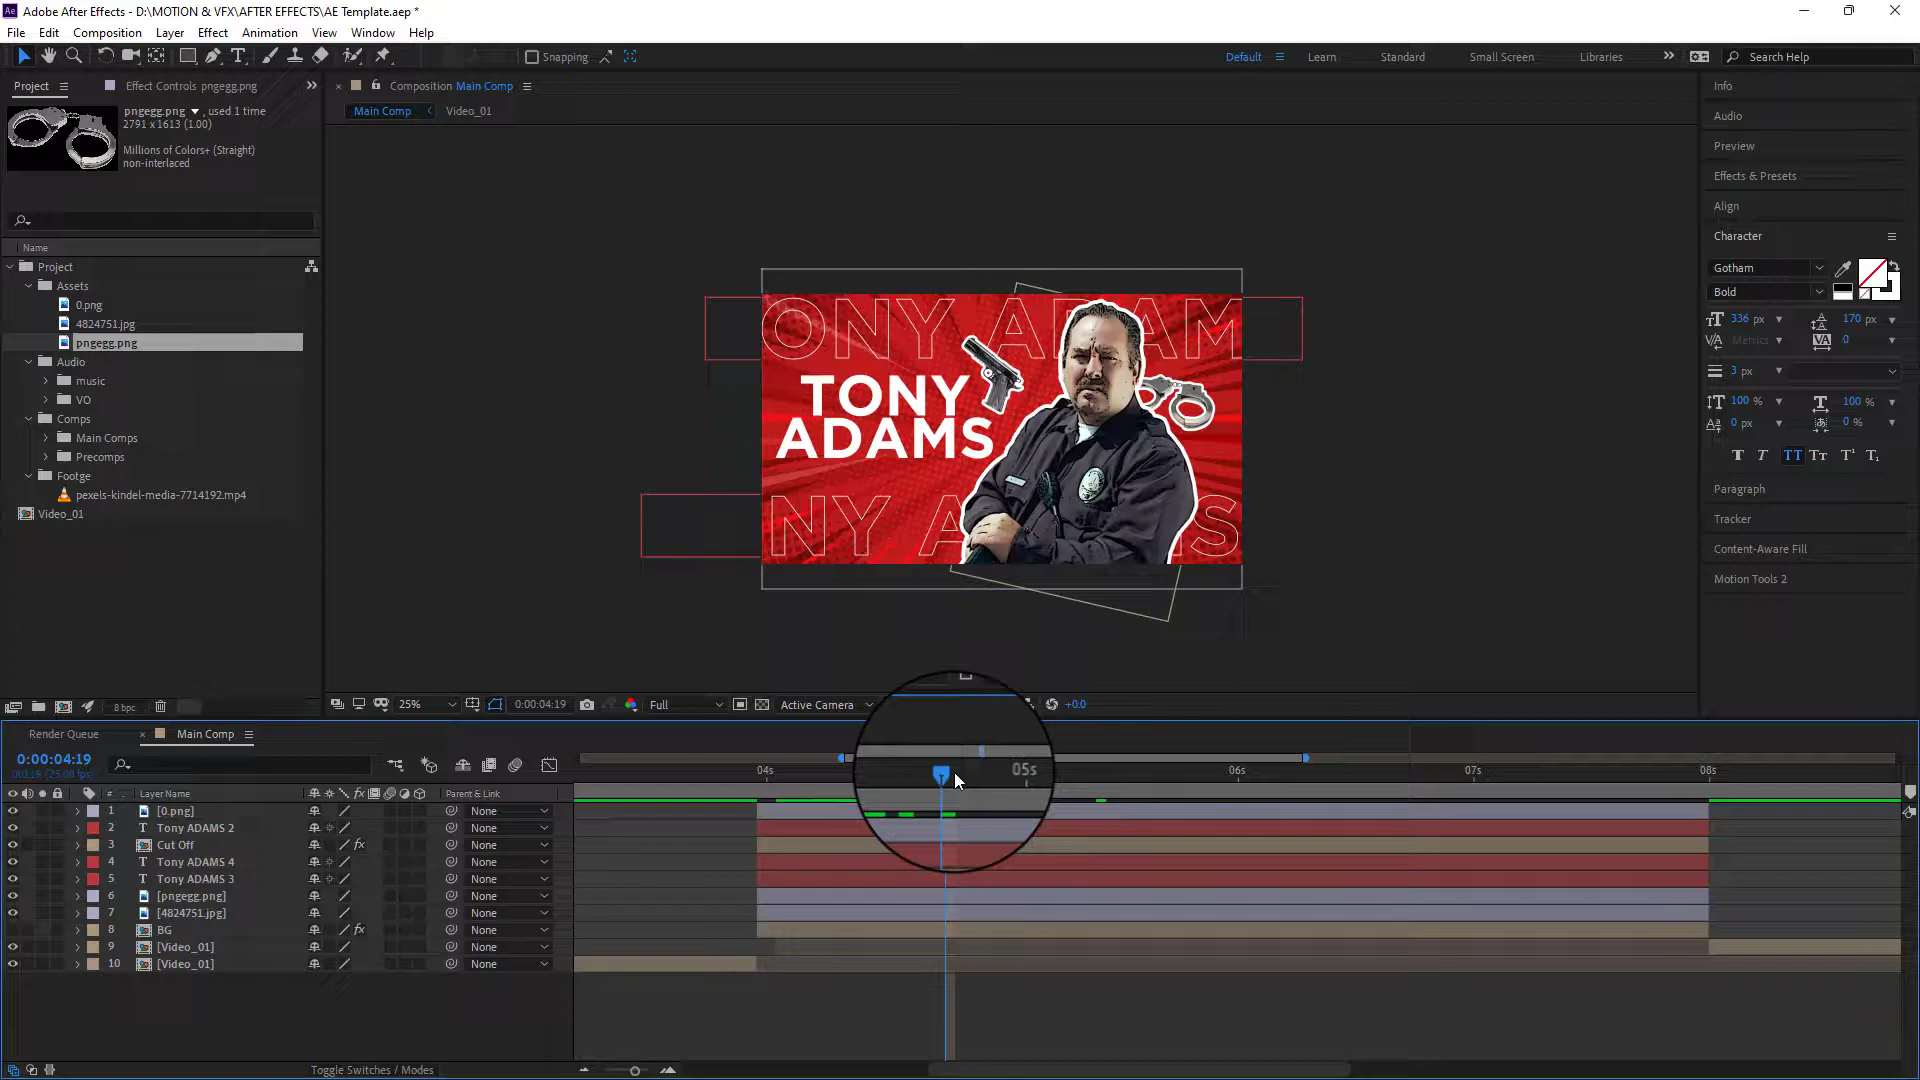 Adobe After Effects - D:\MOTION & VFX\AFTER EFFECTS\AE Template.aep *
File Edit Composition Layer Effect Animation View Window Help
Snapping
Default Learn Standard Small Screen Libraries Search Help
Project Effect Controls pngegg.png
Composition Main Comp
Main Comp Video_01
pngegg.png , used 1 time
2791 x 1613 (1.00)
Millions of Colors+ (Straight)
non-interlaced
Name
Project
Assets
0.png
4824751.jpg
pngegg.png
Audio
music
VO
Comps
Main Comps
Precomps
Footge
pexels-kindel-media-7714192.mp4
Video_01
8 bpc
ONY ADAM
TONY
ADAMS
NY A S
25% 0:00:04:19 Full Active Camera +0.0
Info
Audio
Preview
Effects & Presets
Align
Character
Gotham
Bold
336 px 170 px
Metrics 0
3 px
100 % 100 %
0 px 0 %
Paragraph
Tracker
Content-Aware Fill
Motion Tools 2
Render Queue Main Comp
0:00:04:19
04s 05s 06s 07s 08s
# Layer Name Parent & Link
1 [0.png] None
2 Tony ADAMS 2 None
3 Cut Off None
4 Tony ADAMS 4 None
5 Tony ADAMS 3 None
6 [pngegg.png] None
7 [4824751.jpg] None
8 BG None
9 [Video_01] None
10 [Video_01] None
Toggle Switches / Modes